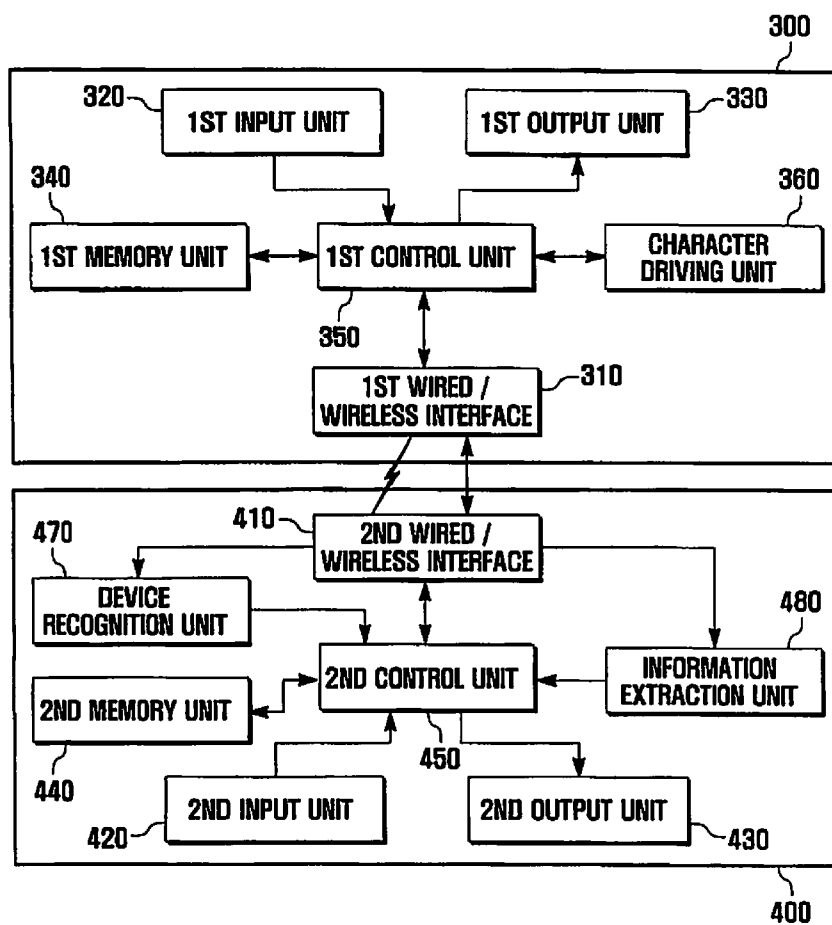 300
320
1ST INPUT UNIT
330
1ST OUTPUT UNIT
340
1ST MEMORY UNIT
1ST CONTROL UNIT
350
360
CHARACTER
DRIVING UNIT
1ST WIRED /
WIRELESS INTERFACE
310
410
2ND WIRED /
WIRELESS INTERFACE
470
DEVICE
RECOGNITION UNIT
480
INFORMATION
EXTRACTION UNIT
2ND CONTROL UNIT
450
2ND MEMORY UNIT
440
2ND INPUT UNIT
420
2ND OUTPUT UNIT
430
400